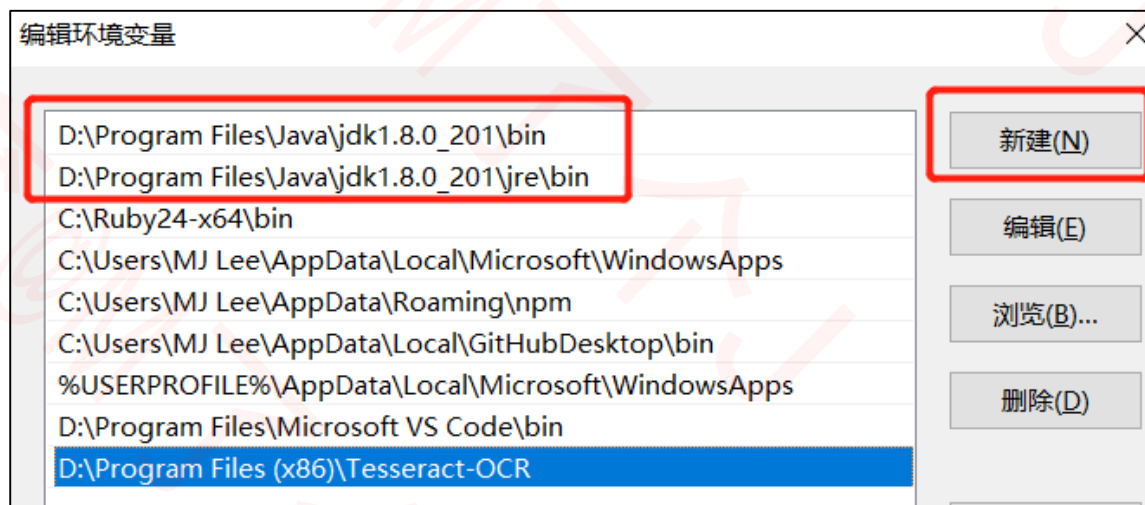 编辑环境变量
D:\Program Files\Java\jdk1.8.0_201\bin
D:\Program Files\Java\jdk1.8.0_201\jre\bin
C:\Ruby24-x64\bin
C:\Users\MJ Lee\AppData\Local\Microsoft\WindowsApps
C:\Users\MJ Lee\AppData\Roaming\npm
C:\Users\MJ Lee\AppData\Local\GitHubDesktop\bin
%USERPROFILE%\AppData\Local\Microsoft\WindowsApps
D:\Program Files\Microsoft VS Code\bin
D:\Program Files (x86)\Tesseract-OCR
新建(N)
编辑(E)
浏览(B)...
删除(D)